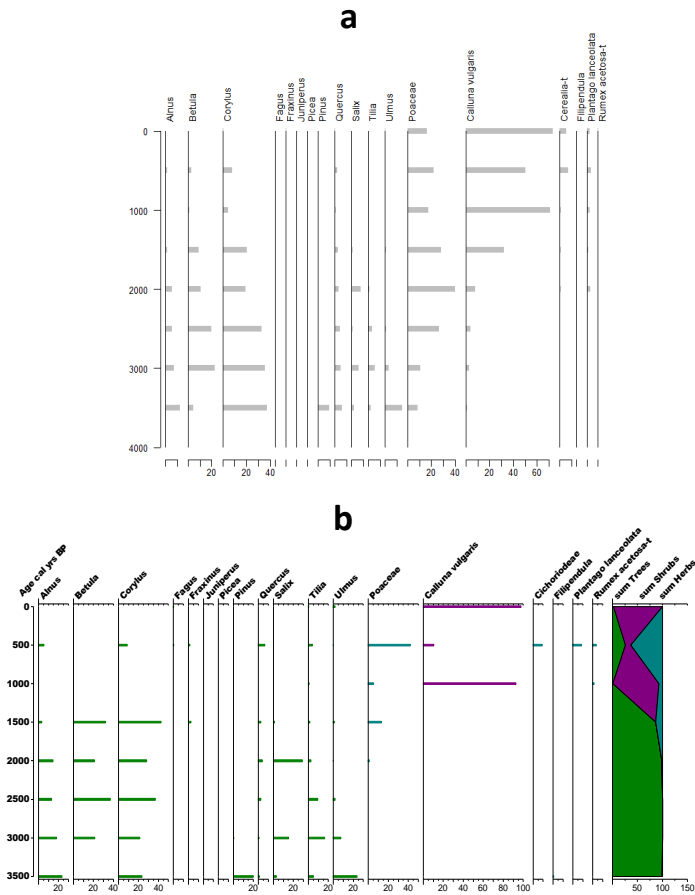 a
Alnus
Betula
Corylus
Fagus
Fraxinus
Juniperus
Picea
Pinus
Quercus
Salix
Tilia
Ulmus
Poaceae
Calluna vulgaris
Cerealia-t
Filipendula
Plantago lanceolata
Rumex acetosa-t
0
1000
2000
3000
4000
20 20 40 20 40 20 40 60
b
Age cal yrs BP
Alnus
Betula
Corylus
Fagus
Fraxinus
Juniperus
Picea
Pinus
Quercus
Salix
Tilia
Ulmus
Poaceae
Calluna vulgaris
Cichoriodeae
Filipendula
Plantago lanceolata
Rumex acetosa-t
sum Trees
sum Shrubs
sum Herbs
0
500
1000
1500
2000
2500
3000
3500
20 20 40 20 40 20 20 20 20 20 40 20 40 60 80 100 50 100 150